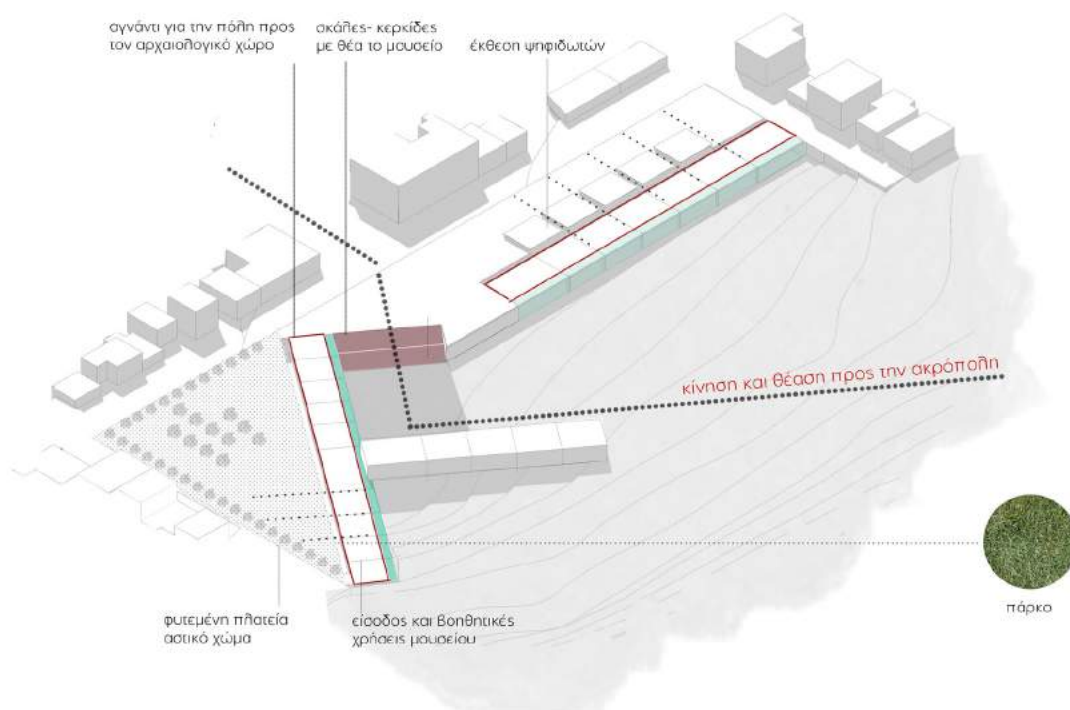 αγνάντι για την πόλη προς
τον αρχαιολογικό χώρο
σκάλες- κερκίδες
με θέα το μουσείο
έκθεση ψηφιδωτών
κίνηση και θέαση προς την ακρόπολη
πάρκο
φυτεμένη πλατεία
αστικό χώμα
είσοδος και βοηθητικές
χρήσεις μουσείου